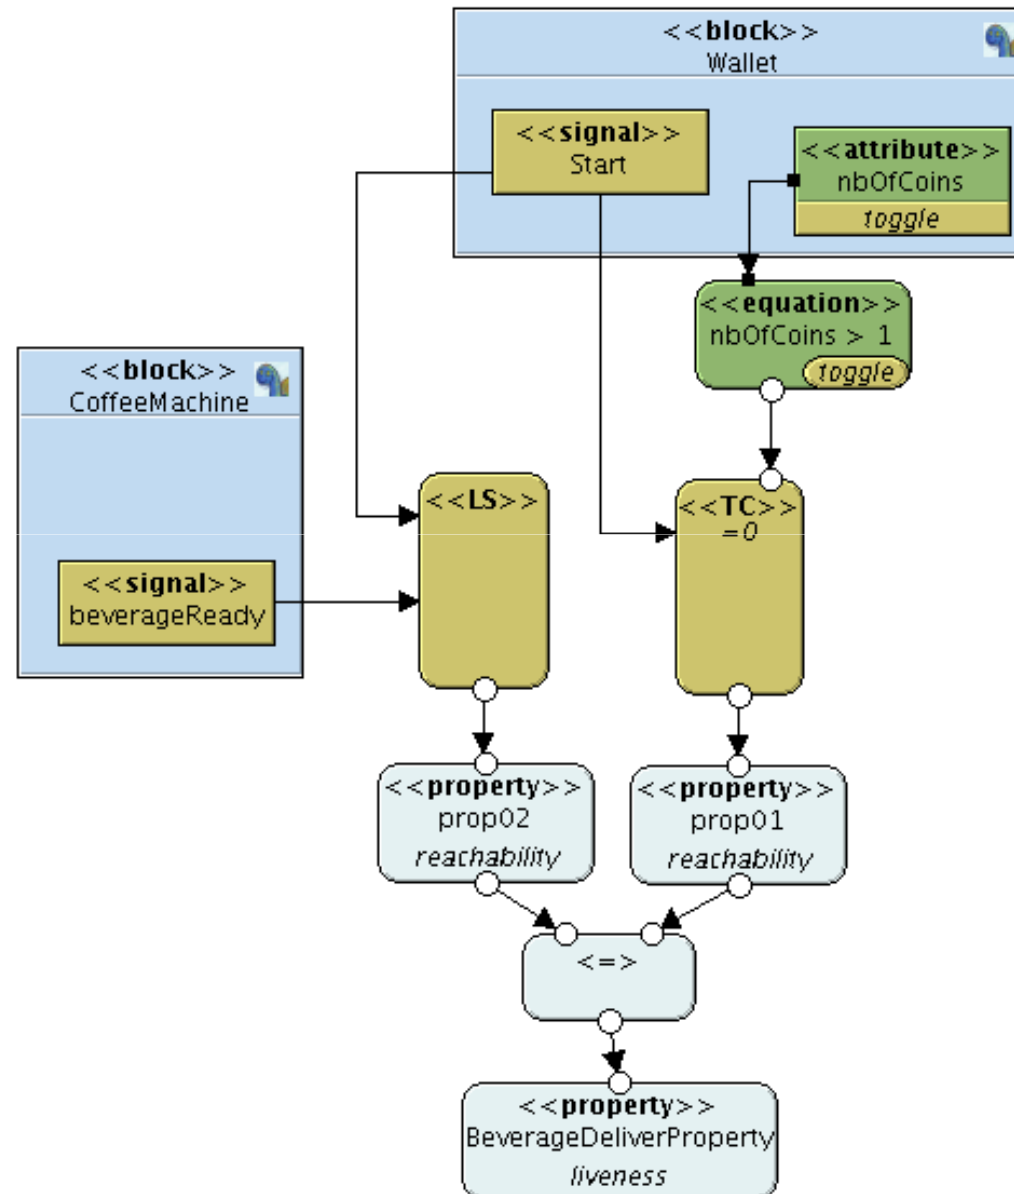 <<block>>
Wallet
<<signal>>
Start
<<attribute>>
nbOfCoins
toggle
<<equation>>
nbOfCoins > 1
toggle
<<block>>
CoffeeMachine
<<signal>>
beverageReady
<<LS>>
<<TC>>
=0
<<property>>
prop02
reachability
<<property>>
prop01
reachability
<=>
<<property>>
BeverageDeliverProperty
liveness